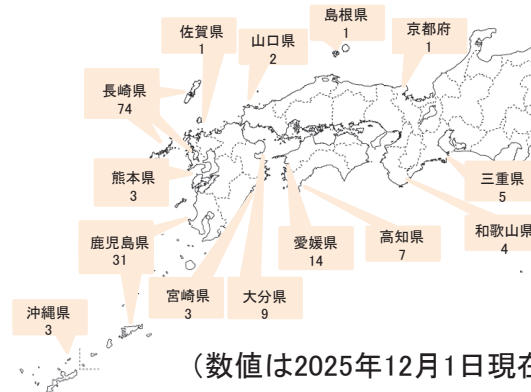 島根県
1
京都府
1
佐賀県
1
山口県
2
長崎県
74
熊本県
3
三重県
5
鹿児島県
31
愛媛県
14
高知県
7
和歌山県
4
宮崎県
3
大分県
9
沖縄県
3
(数値は2025年12月1日現在